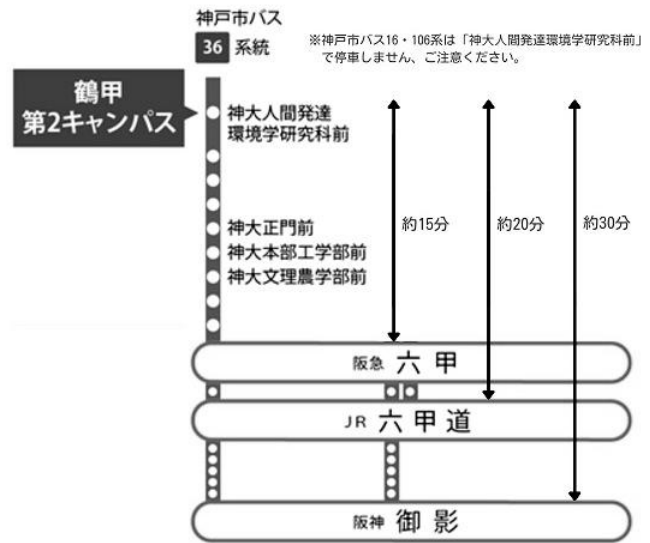 神戸市バス
36 系統
※神戸市バス16・106系は「神大人間発達環境学研究科前」
で停車しません、ご注意ください。
鶴甲
第2キャンパス
神大人間発達
環境学研究科前
神大正門前
神大本部工学部前
神大文理農学部前
約15分
約20分
約30分
阪急 六甲
JR 六甲道
阪神 御影